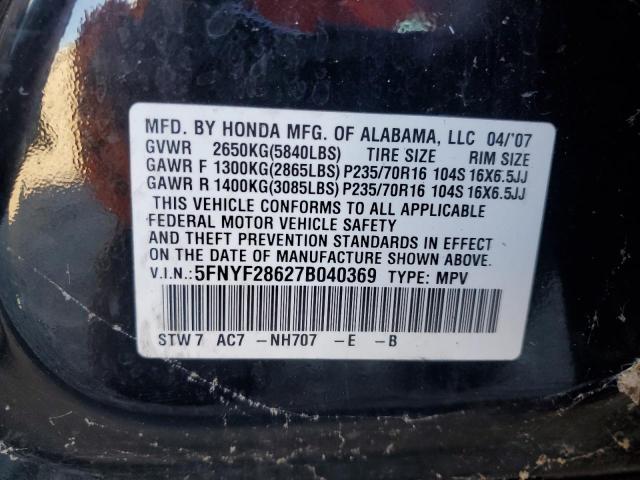 MFD. BY HONDA MFG. OF ALABAMA, LLC 04/'07
GVWR 2650KG(5840LBS) TIRE SIZE RIM SIZE
GAWR F 1300KG(2865LBS) P235/70R16 104S 16X6.5JJ
GAWR R 1400KG(3085LBS) P235/70R16 104S 16X6.5JJ
THIS VEHICLE CONFORMS TO ALL APPLICABLE
FEDERAL MOTOR VEHICLE SAFETY
AND THEFT PREVENTION STANDARDS IN EFFECT
ON THE DATE OF MANUFACTURE SHOWN ABOVE.
V.I.N.: 5FNYF28627B040369 TYPE: MPV
STW 7 AC7 -NH707 -E -B